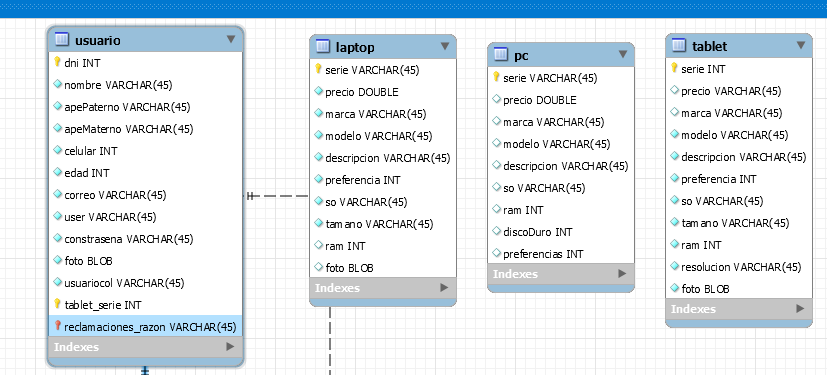 usuario
dni INT
nombre VARCHAR(45)
apePaterno VARCHAR(45)
apeMaterno VARCHAR(45)
celular INT
edad INT
correo VARCHAR(45)
user VARCHAR(45)
constrasena VARCHAR(45)
foto BLOB
usuariocol VARCHAR(45)
tablet_serie INT
reclamaciones_razon VARCHAR(45)
Indexes
laptop
serie VARCHAR(45)
precio DOUBLE
marca VARCHAR(45)
modelo VARCHAR(45)
descripcion VARCHAR(45)
preferencia INT
so VARCHAR(45)
tamano VARCHAR(45)
ram INT
foto BLOB
Indexes
pc
serie VARCHAR(45)
precio DOUBLE
marca VARCHAR(45)
modelo VARCHAR(45)
descripcion VARCHAR(45)
so VARCHAR(45)
ram INT
discoDuro INT
preferencias INT
Indexes
tablet
serie INT
precio VARCHAR(45)
marca VARCHAR(45)
modelo VARCHAR(45)
descripcion VARCHAR(45)
preferencia INT
so VARCHAR(45)
tamano VARCHAR(45)
ram INT
resolucion VARCHAR(45)
foto BLOB
Indexes